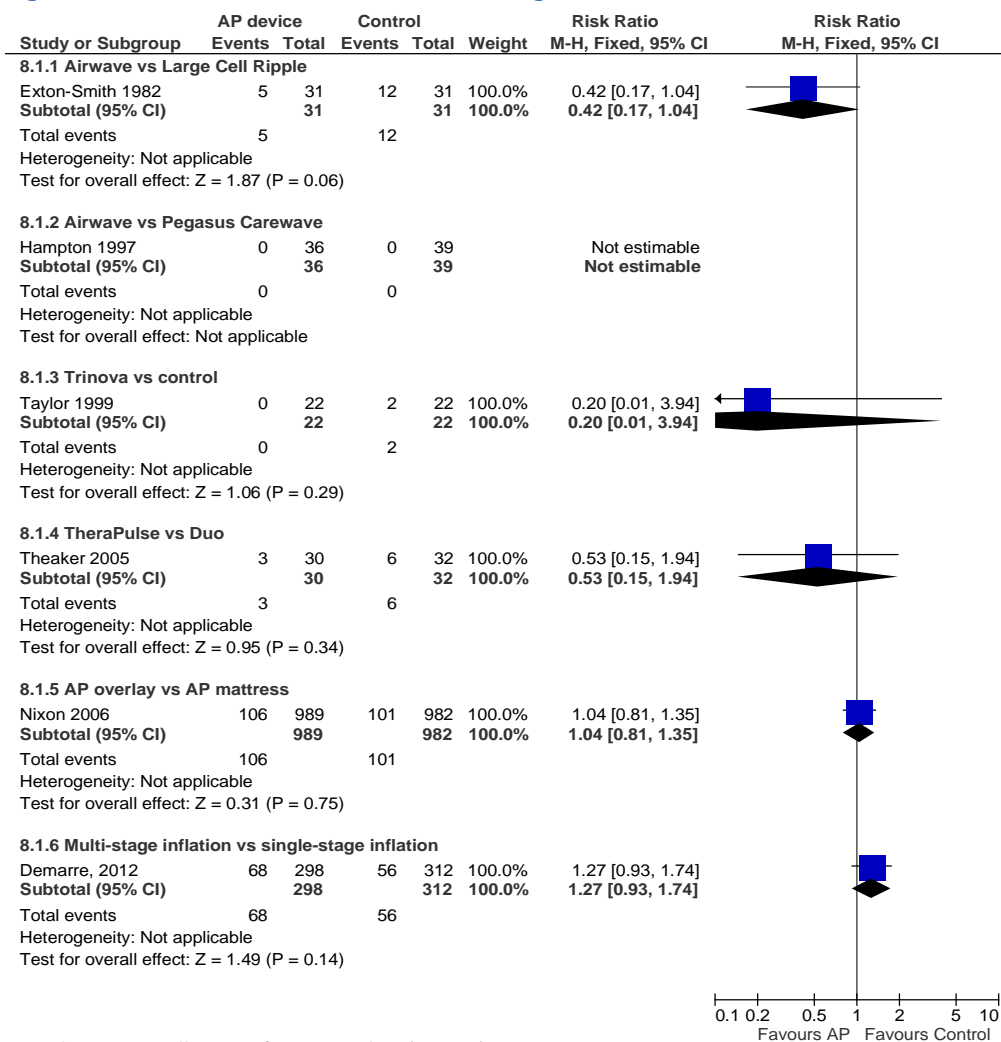 AP device Control Risk Ratio Risk Ratio
Study or Subgroup Events Total Events Total Weight M-H, Fixed, 95% CI M-H, Fixed, 95% CI
8.1.1 Airwave vs Large Cell Ripple
Exton-Smith 1982 5 31 12 31 100.0% 0.42 [0.17, 1.04]
Subtotal (95% CI) 31 31 100.0% 0.42 [0.17, 1.04]
Total events 5 12
Heterogeneity: Not applicable
Test for overall effect: Z = 1.87 (P = 0.06)
8.1.2 Airwave vs Pegasus Carewave
Hampton 1997 0 36 0 39 Not estimable
Subtotal (95% CI) 36 39 Not estimable
Total events 0 0
Heterogeneity: Not applicable
Test for overall effect: Not applicable
8.1.3 Trinova vs control
Taylor 1999 0 22 2 22 100.0% 0.20 [0.01, 3.94]
Subtotal (95% CI) 22 22 100.0% 0.20 [0.01, 3.94]
Total events 0 2
Heterogeneity: Not applicable
Test for overall effect: Z = 1.06 (P = 0.29)
8.1.4 TheraPulse vs Duo
Theaker 2005 3 30 6 32 100.0% 0.53 [0.15, 1.94]
Subtotal (95% CI) 30 32 100.0% 0.53 [0.15, 1.94]
Total events 3 6
Heterogeneity: Not applicable
Test for overall effect: Z = 0.95 (P = 0.34)
8.1.5 AP overlay vs AP mattress
Nixon 2006 106 989 101 982 100.0% 1.04 [0.81, 1.35]
Subtotal (95% CI) 989 982 100.0% 1.04 [0.81, 1.35]
Total events 106 101
Heterogeneity: Not applicable
Test for overall effect: Z = 0.31 (P = 0.75)
8.1.6 Multi-stage inflation vs single-stage inflation
Demarre, 2012 68 298 56 312 100.0% 1.27 [0.93, 1.74]
Subtotal (95% CI) 298 312 100.0% 1.27 [0.93, 1.74]
Total events 68 56
Heterogeneity: Not applicable
Test for overall effect: Z = 1.49 (P = 0.14)
0.1 0.2 0.5 1 2 5 10
Favours AP Favours Control